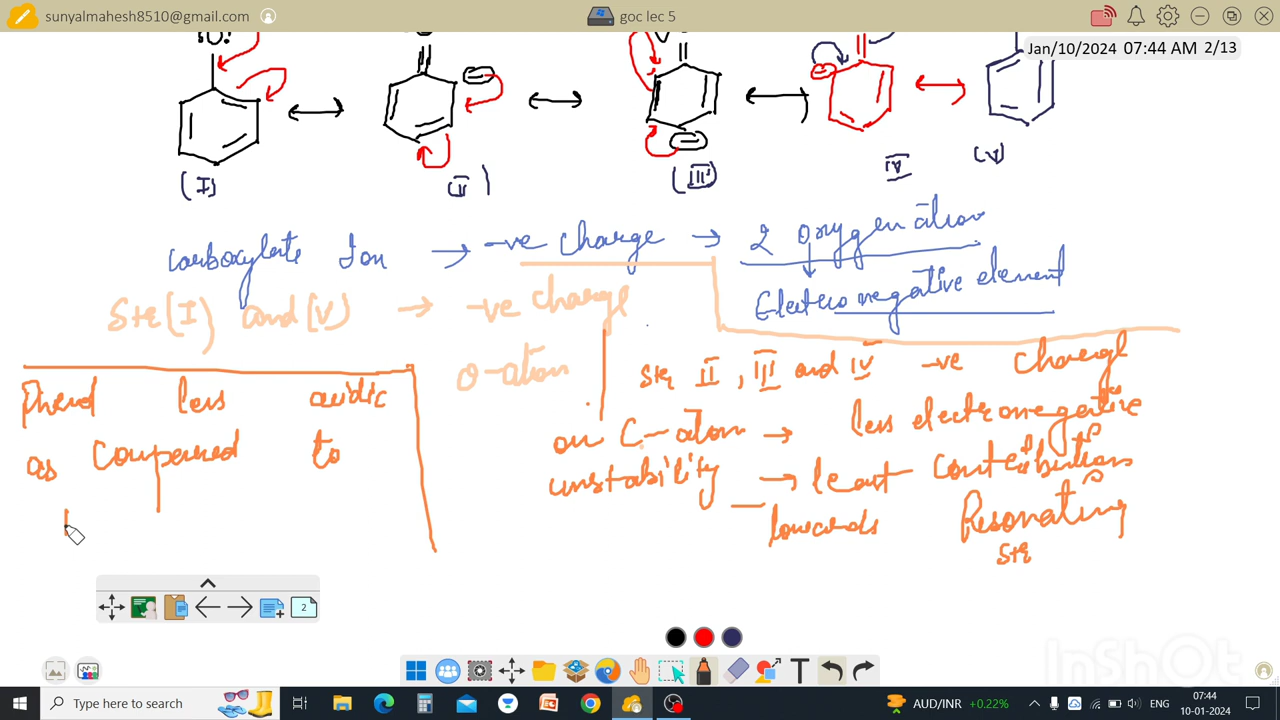 sunyalmahesh8510@gmail.com
goc lec 5
Jan/10/2024 07:44 AM 2/13
(I)
(II)
(III)
IV
(V)
carboxylate Ion → -ve charge → 2 oxygen atom
Electronegative element
Str(I) and (V) → -ve charge
O-atom
Str II, III and IV -ve charge
on C-atom → less electronegative
unstability → least contribution
towards Resonating
Str
Phenol less acidic
as compared to
2
InShOt
Type here to search
AUD/INR +0.22%
ENG
07:44
10-01-2024